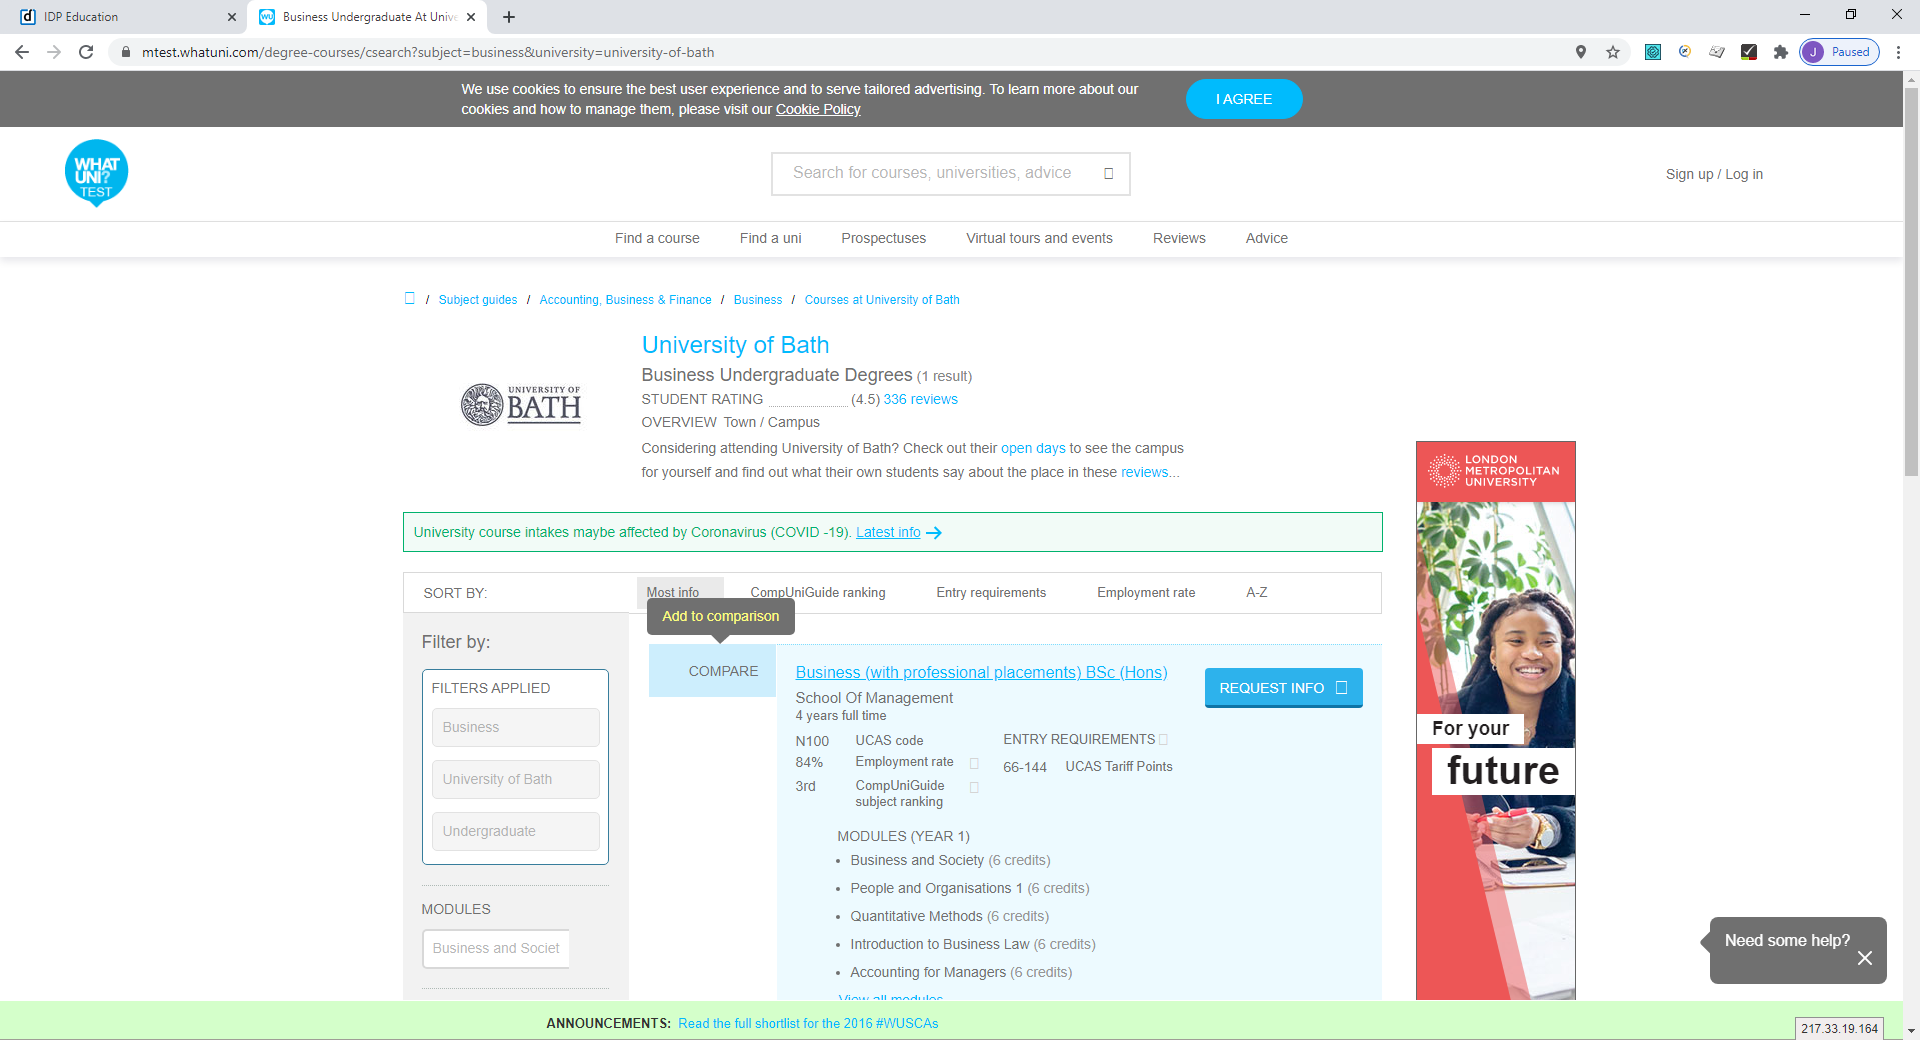 IDP Education
Business Undergraduate At Unive
mtest.whatuni.com/degree-courses/csearch?subject=business&university=university-of-bath
J Paused
We use cookies to ensure the best user experience and to serve tailored advertising. To learn more about our
cookies and how to manage them, please visit our Cookie Policy
I AGREE
WHAT
UNI?
TEST
Search for courses, universities, advice
Sign up / Log in
Find a course
Find a uni
Prospectuses
Virtual tours and events
Reviews
Advice
/ Subject guides / Accounting, Business & Finance / Business / Courses at University of Bath
UNIVERSITY OF
BATH
University of Bath
Business Undergraduate Degrees (1 result)
STUDENT RATING (4.5) 336 reviews
OVERVIEW Town / Campus
Considering attending University of Bath? Check out their open days to see the campus
for yourself and find out what their own students say about the place in these reviews...
University course intakes maybe affected by Coronavirus (COVID -19). Latest info
SORT BY:
Most info
CompUniGuide ranking
Entry requirements
Employment rate
A-Z
Add to comparison
Filter by:
FILTERS APPLIED
Business
University of Bath
Undergraduate
MODULES
Business and Societ
COMPARE
Business (with professional placements) BSc (Hons)
School Of Management
4 years full time
N100 UCAS code
84% Employment rate
3rd CompUniGuide
subject ranking
ENTRY REQUIREMENTS
66-144 UCAS Tariff Points
REQUEST INFO
MODULES (YEAR 1)
• Business and Society (6 credits)
• People and Organisations 1 (6 credits)
• Quantitative Methods (6 credits)
• Introduction to Business Law (6 credits)
• Accounting for Managers (6 credits)
View all modules
LONDON
METROPOLITAN
UNIVERSITY
For your
future
Need some help?
ANNOUNCEMENTS: Read the full shortlist for the 2016 #WUSCAs
217.33.19.164